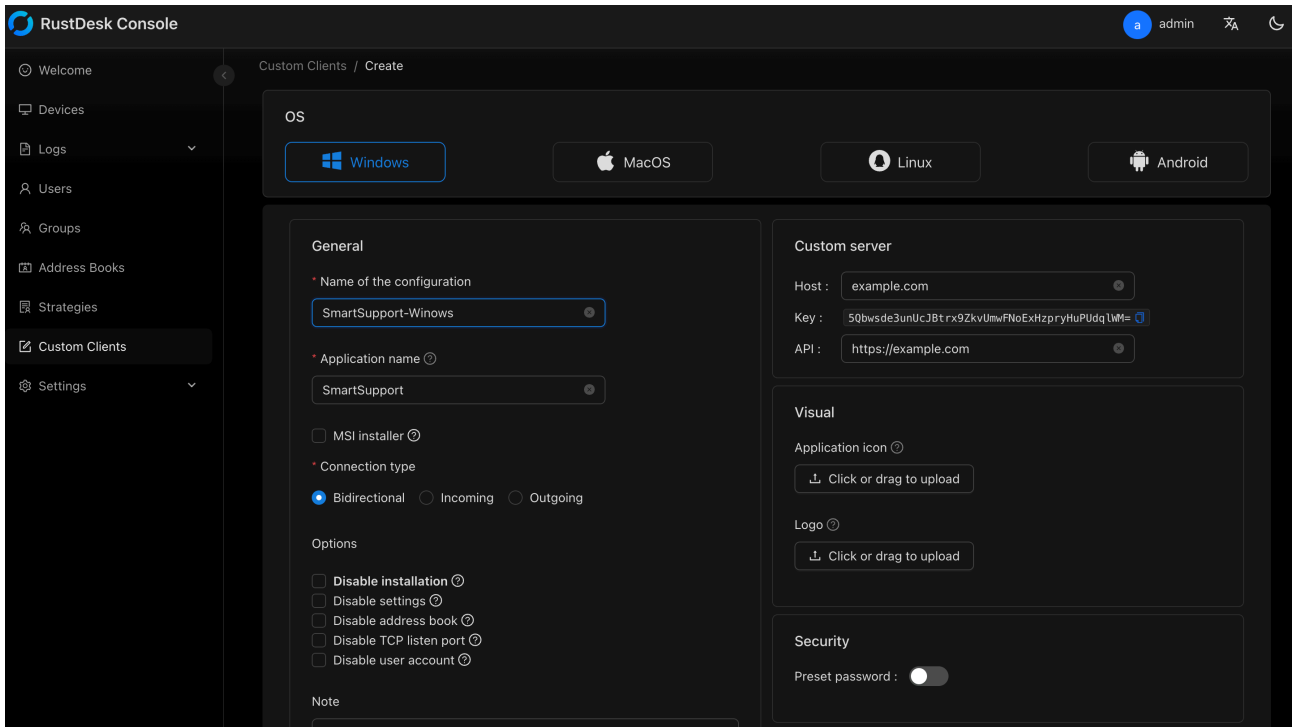 RustDesk Console
a admin
Welcome
Devices
Logs
Users
Groups
Address Books
Strategies
Custom Clients
Settings
Custom Clients / Create
OS
Windows
MacOS
Linux
Android
General
* Name of the configuration
SmartSupport-Winows
* Application name
SmartSupport
MSI installer
* Connection type
Bidirectional Incoming Outgoing
Options
Disable installation
Disable settings
Disable address book
Disable TCP listen port
Disable user account
Note
Custom server
Host : example.com
Key : 5Qbwsde3unUcJBtrx9ZkvUmwFNoExHzpryHuPUdqlWM=
API : https://example.com
Visual
Application icon
Click or drag to upload
Logo
Click or drag to upload
Security
Preset password :